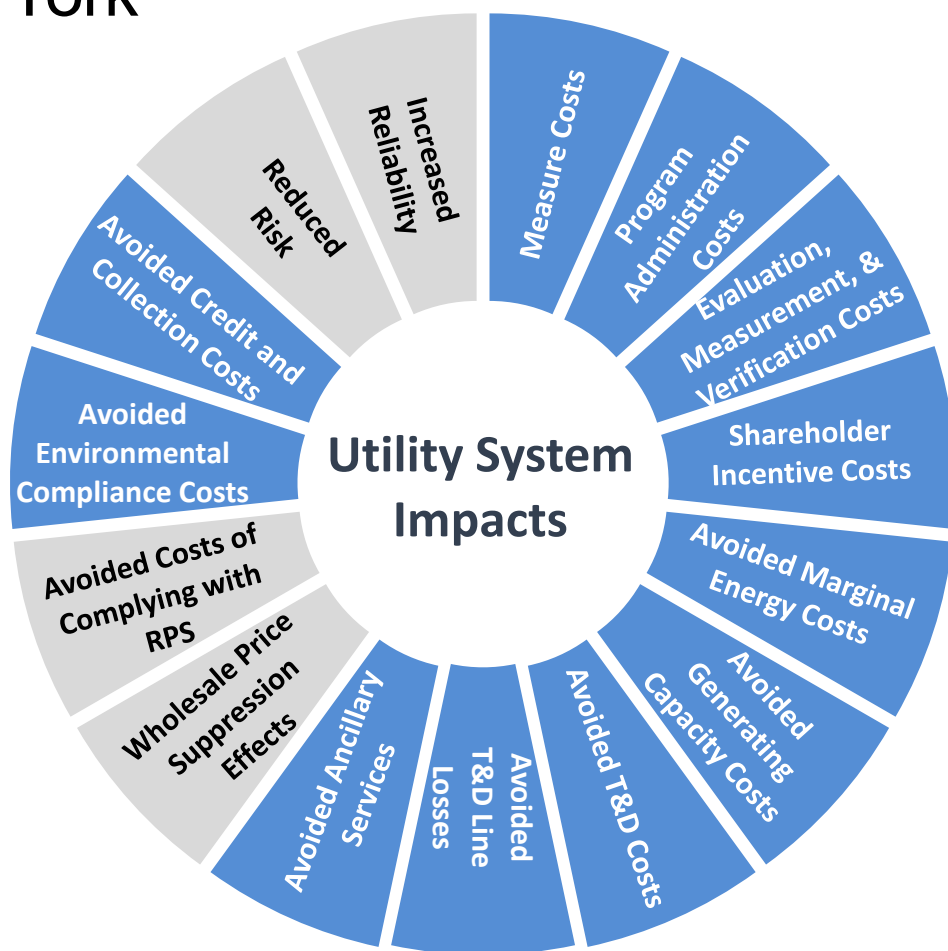 York
Measure Costs
Program
Administration
Costs
Evaluation,
Measurement, &
Verification Costs
Shareholder
Incentive Costs
Avoided Marginal
Energy Costs
Avoided
Generating
Capacity Costs
Avoided T&D Costs
Avoided
T&D Line
Losses
Avoided Ancillary
Services
Wholesale Price
Suppression
Effects
Avoided Costs of
Complying with
RPS
Avoided
Environmental
Compliance Costs
Avoided Credit and
Collection Costs
Reduced
Risk
Increased
Reliability
Utility System
Impacts